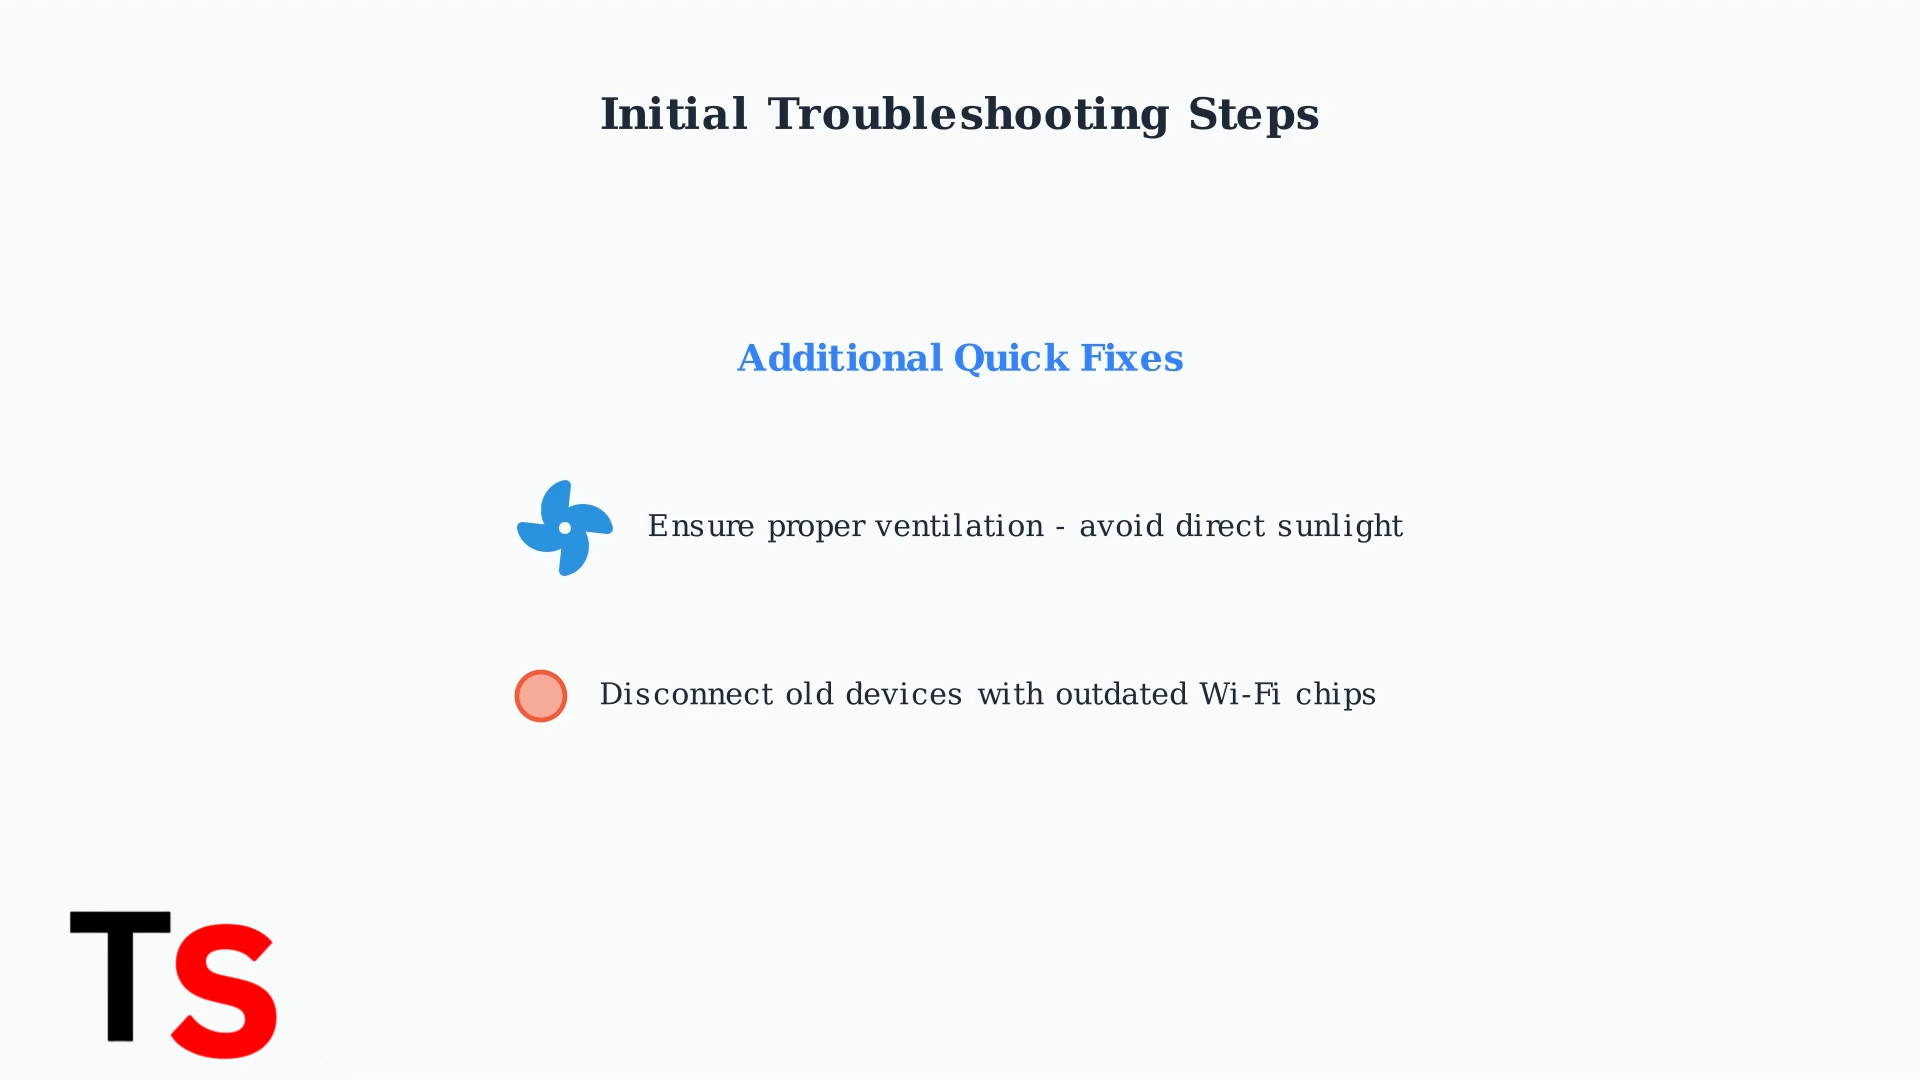 Initial Troubleshooting Steps
Additional Quick Fixes
Ensure proper ventilation - avoid direct sunlight
Disconnect old devices with outdated Wi-Fi chips
TS